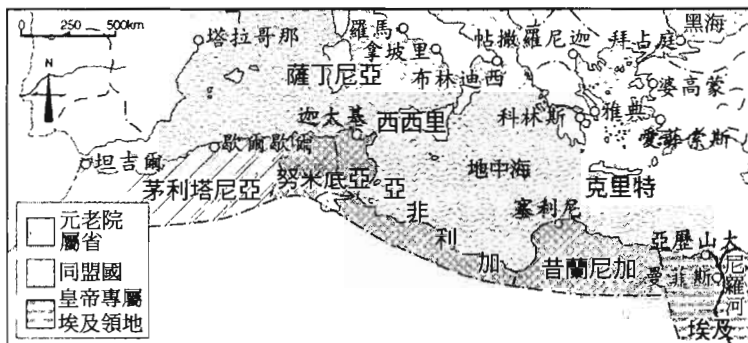 0 250 500km
N
塔拉哥那
羅馬
拿坡里
布林迪西
帖撒羅尼迦
拜占庭
黑海
薩丁尼亞
婆高蒙
迦太基
西西里
科林斯
雅典
愛菲索斯
歇爾歇爾
坦吉爾
茅利塔尼亞
努米底亞
地中海
克里特
亞非利加
塞利尼
昔蘭尼加
亞歷山大
曼菲斯
尼羅河
埃及
元老院
屬省
同盟國
皇帝專屬
埃及領地